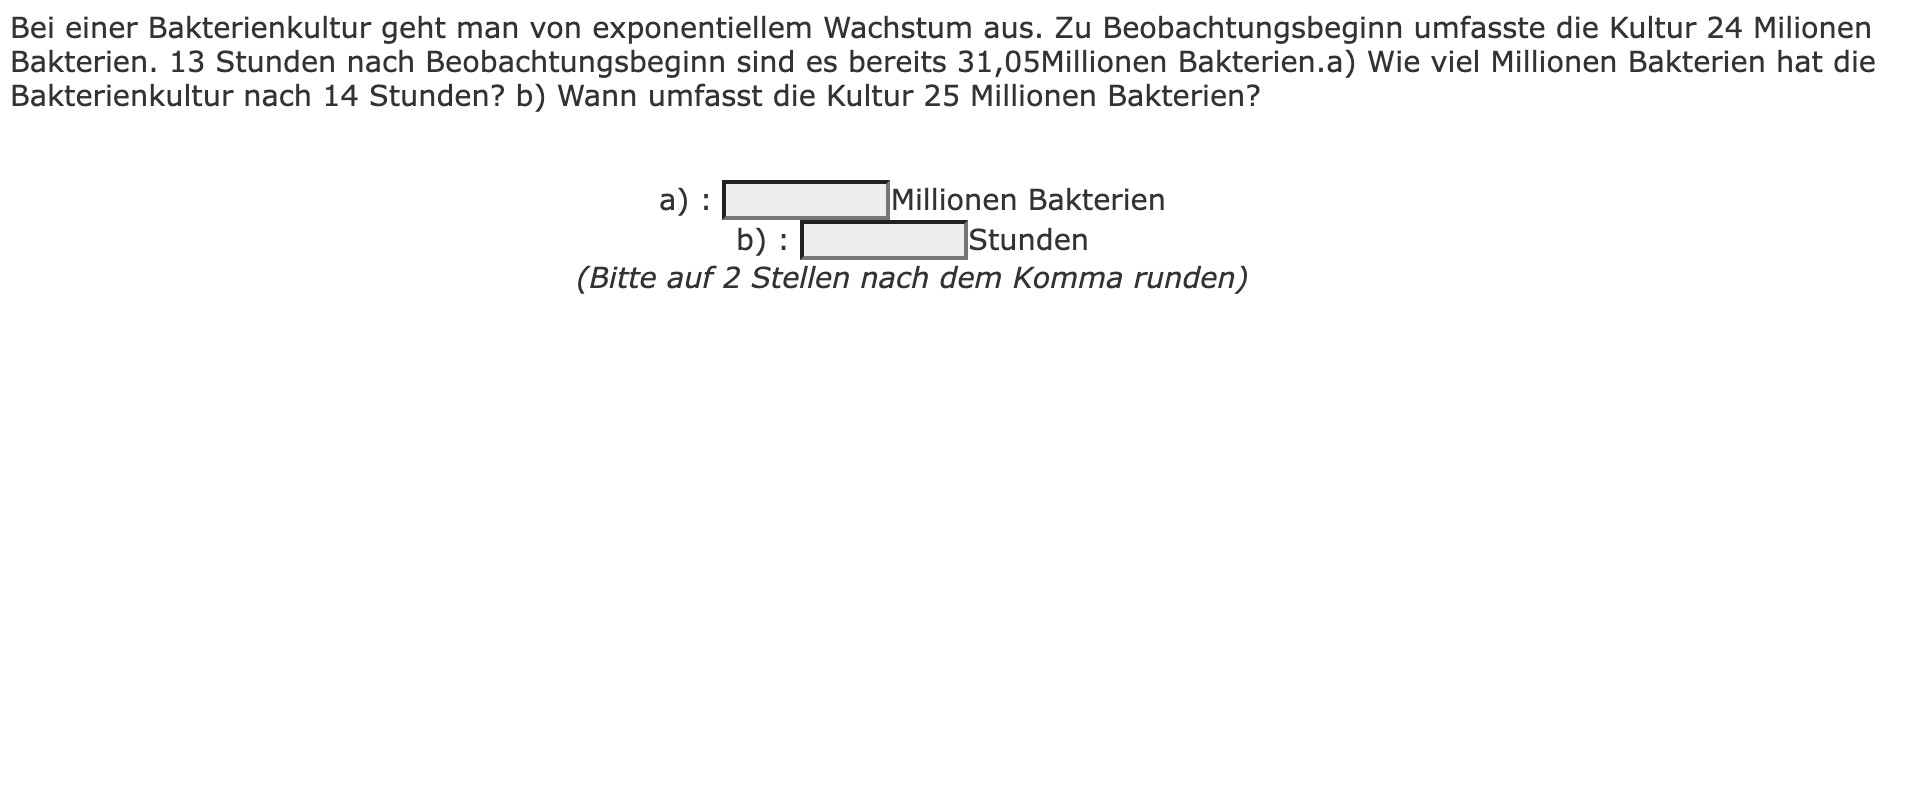 Bei einer Bakterienkultur geht man von exponentiellem Wachstum aus. Zu Beobachtungsbeginn umfasste die Kultur 24 Milionen
Bakterien. 13 Stunden nach Beobachtungsbeginn sind es bereits 31,05Millionen Bakterien.a) Wie viel Millionen Bakterien hat die
Bakterienkultur nach 14 Stunden? b) Wann umfasst die Kultur 25 Millionen Bakterien?
a) : Millionen Bakterien
b) : Stunden
(Bitte auf 2 Stellen nach dem Komma runden)